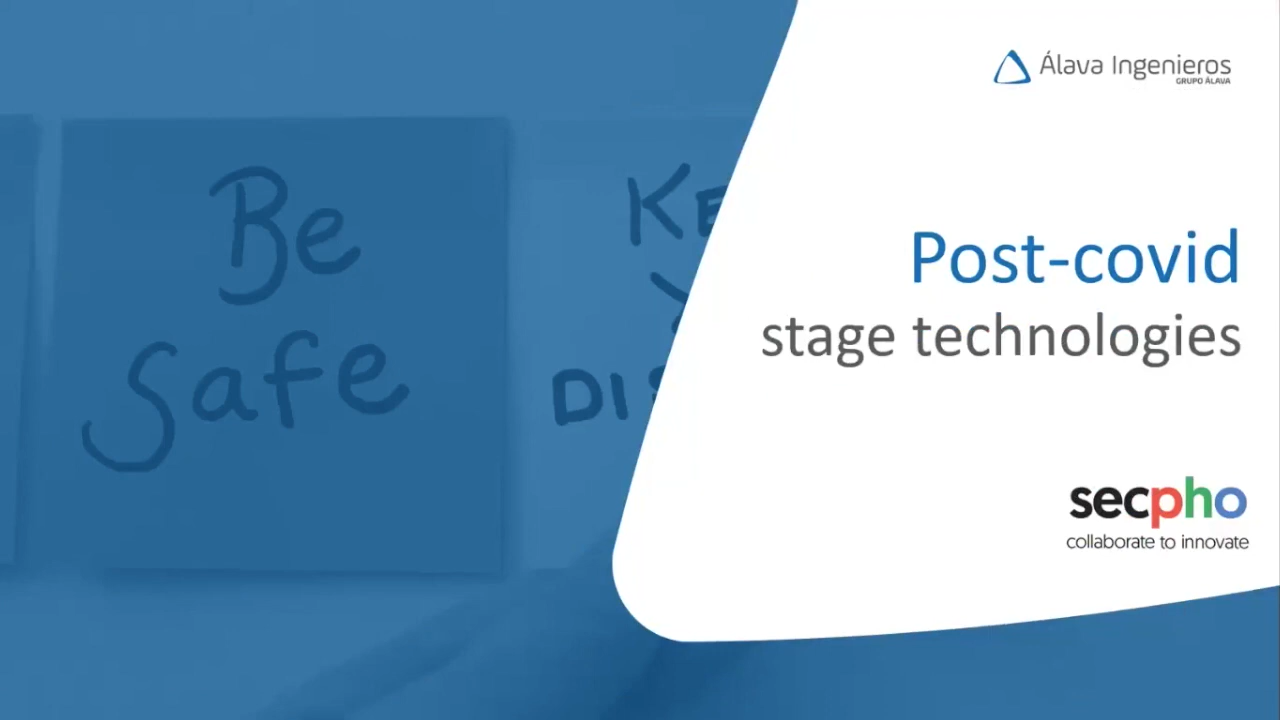 Álava Ingenieros
GRUPO ÁLAVA
Be
Safe
Post-covid
stage technologies
secpho
collaborate to innovate